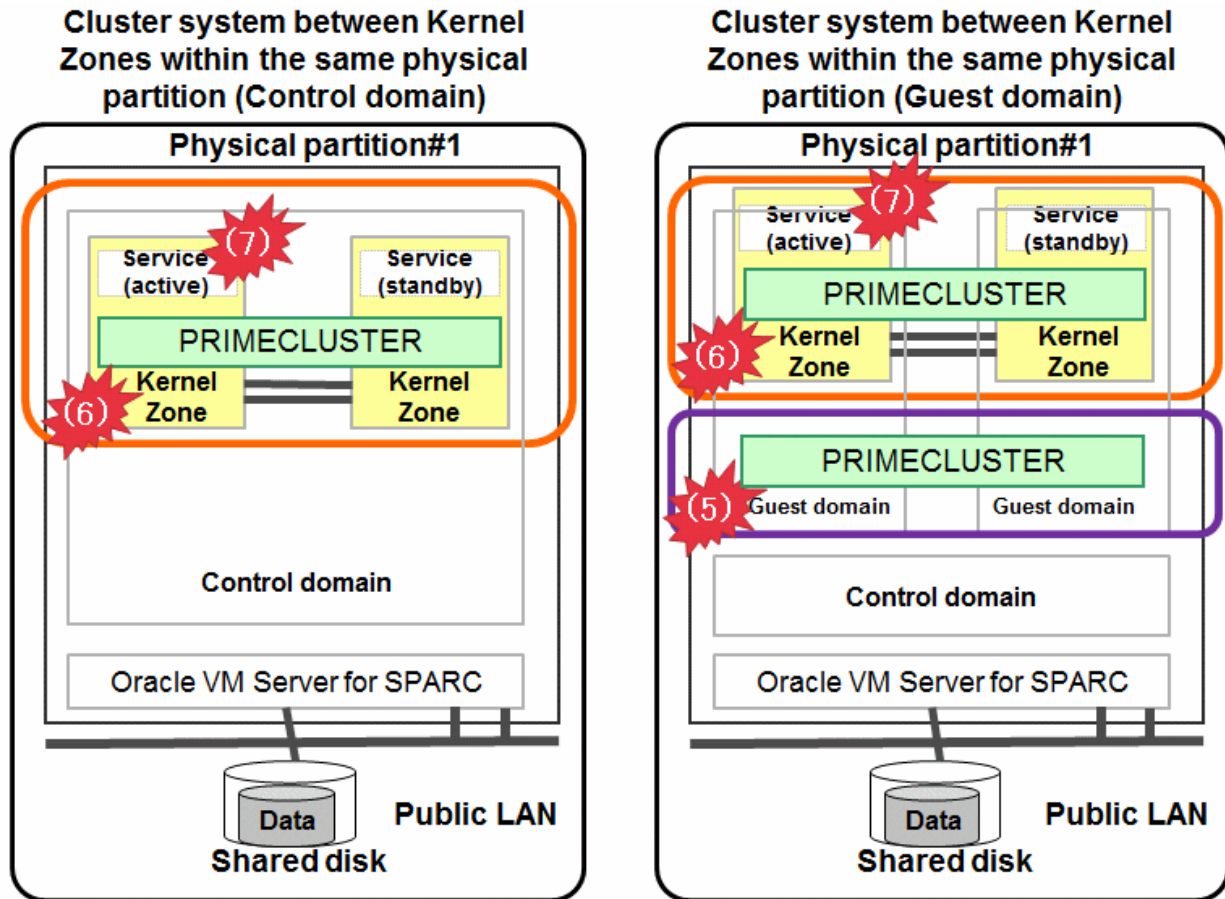 Cluster system between Kernel
Zones within the same physical
partition (Control domain)
Physical partition#1
(7)
Service
(active)
Service
(standby)
PRIMECLUSTER
(6)
Kernel
Zone
Kernel
Zone
Control domain
Oracle VM Server for SPARC
Data
Public LAN
Shared disk
Cluster system between Kernel
Zones within the same physical
partition (Guest domain)
Physical partition#1
(7)
Service
(active)
Service
(standby)
PRIMECLUSTER
(6)
Kernel
Zone
Kernel
Zone
PRIMECLUSTER
(5)
Guest domain
Guest domain
Control domain
Oracle VM Server for SPARC
Data
Public LAN
Shared disk